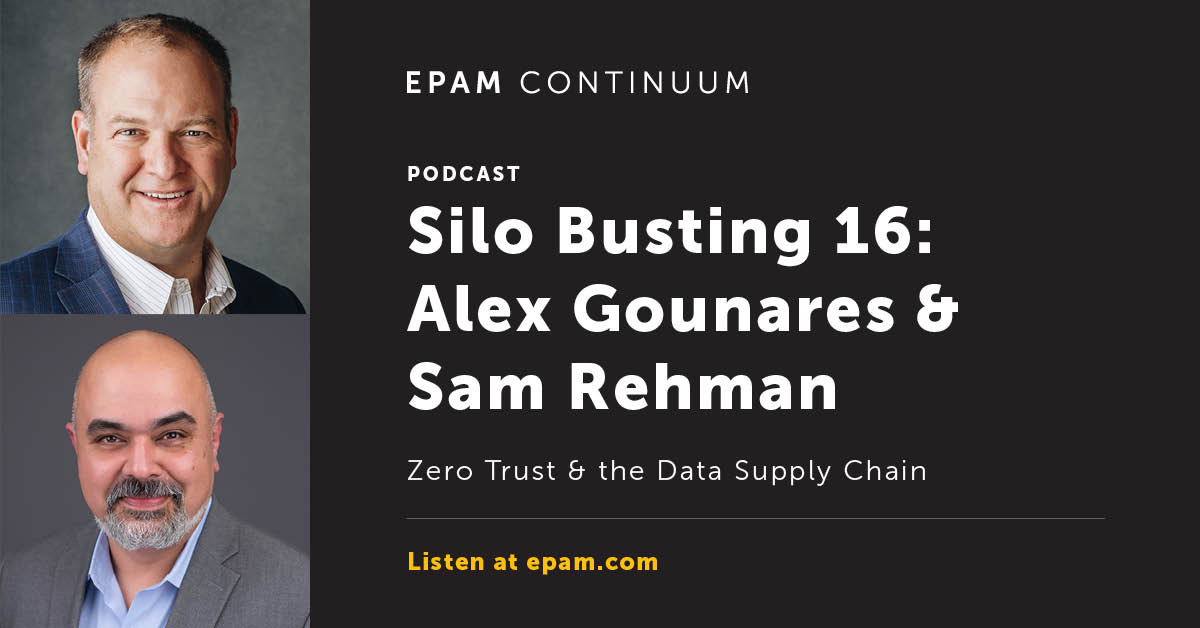 EPAM CONTINUUM
PODCAST
Silo Busting 16:
Alex Gounares &
Sam Rehman
Zero Trust & the Data Supply Chain
Listen at epam.com